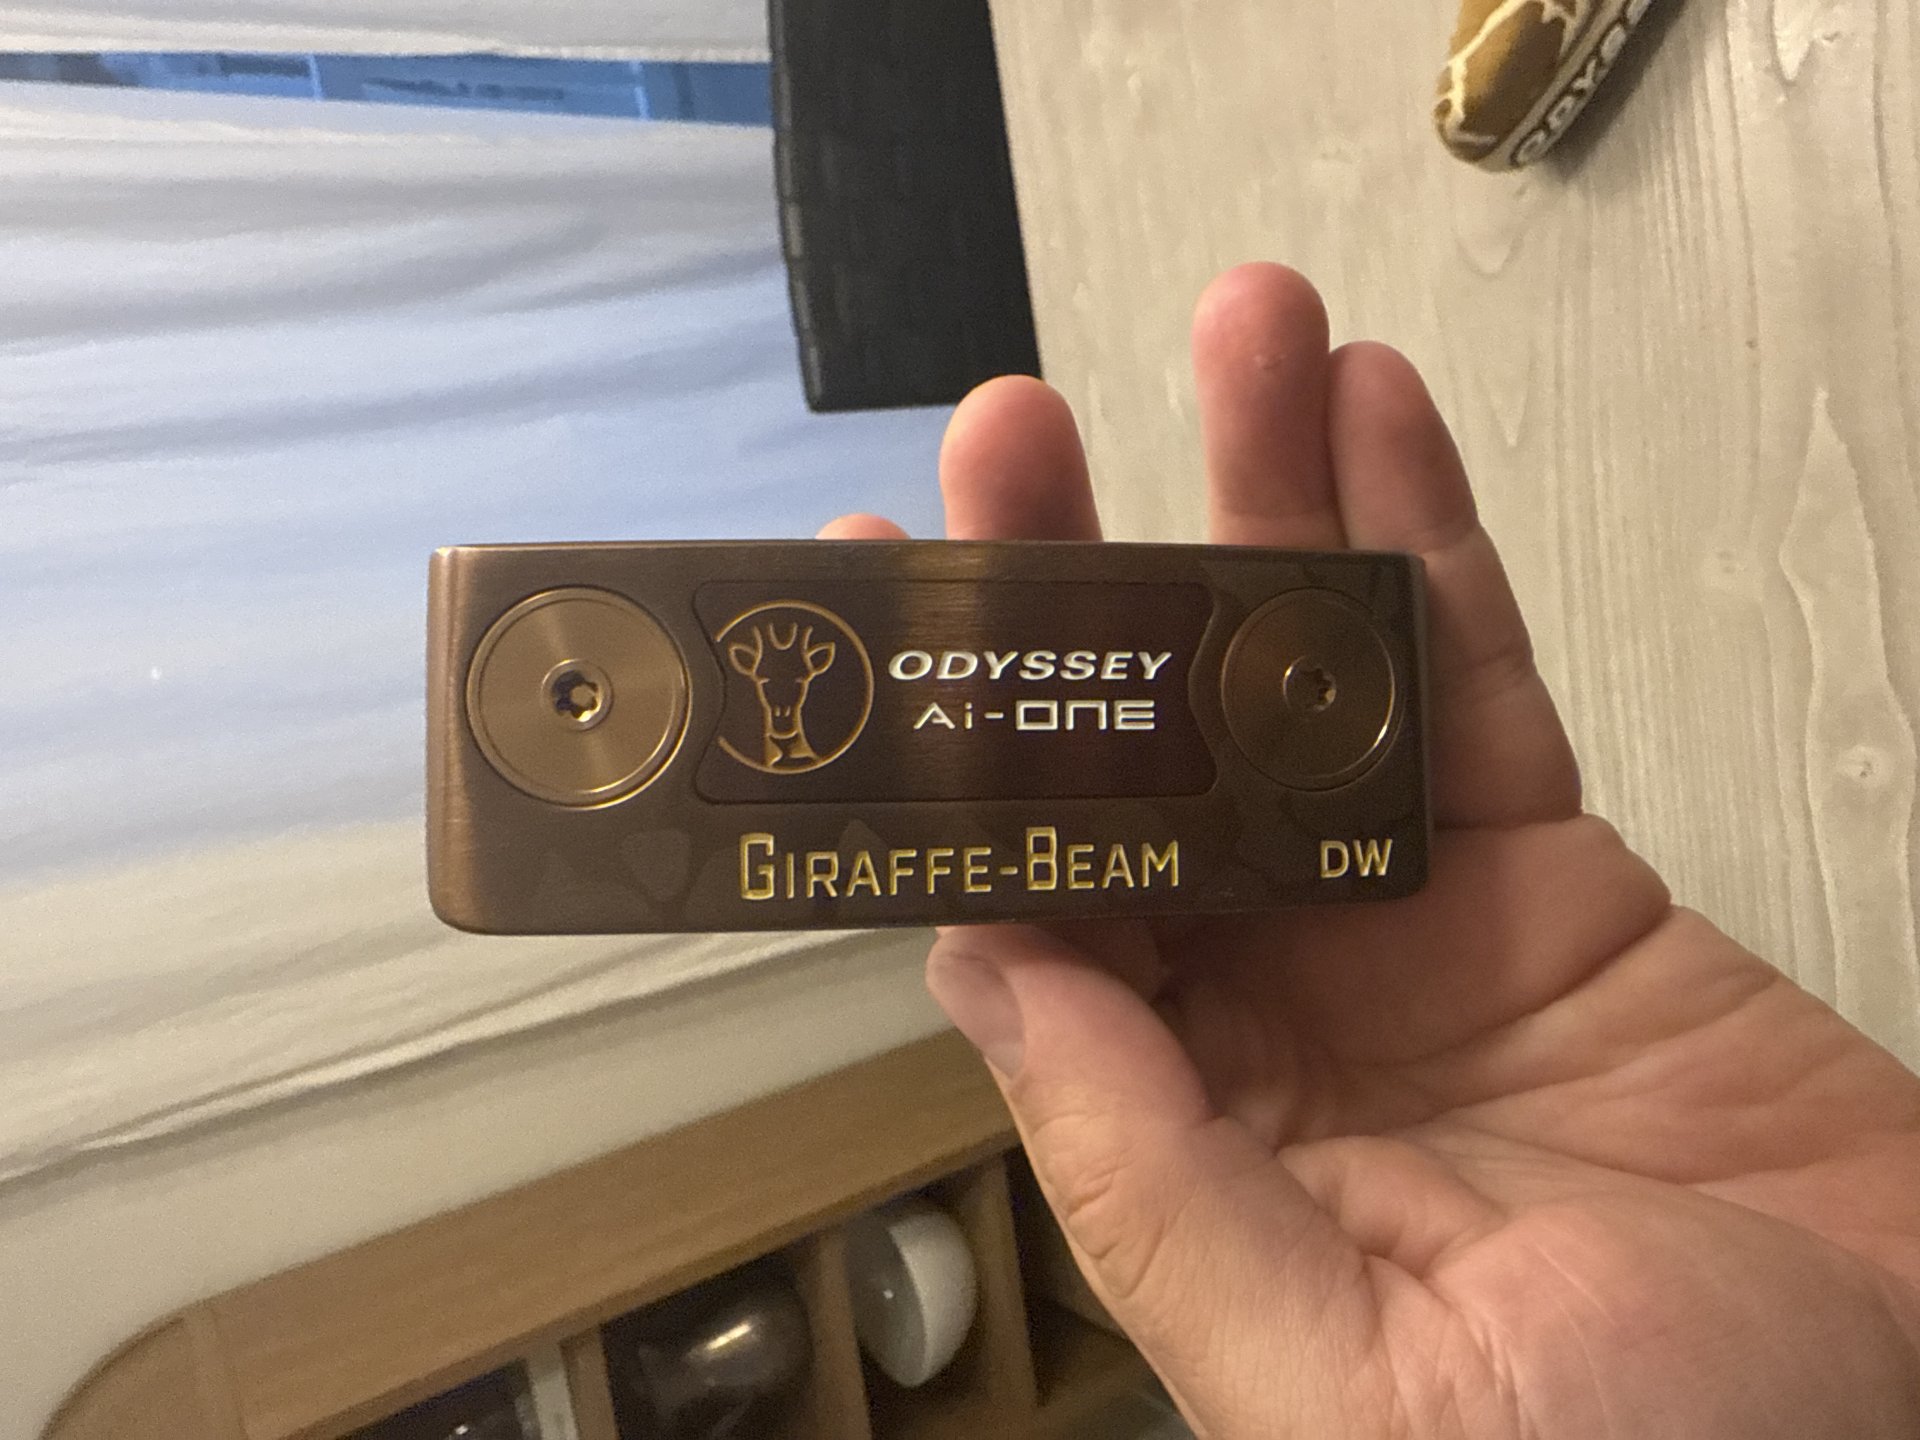 ODYSSEY
Ai-ONE
GIRAFFE-BEAM
DW